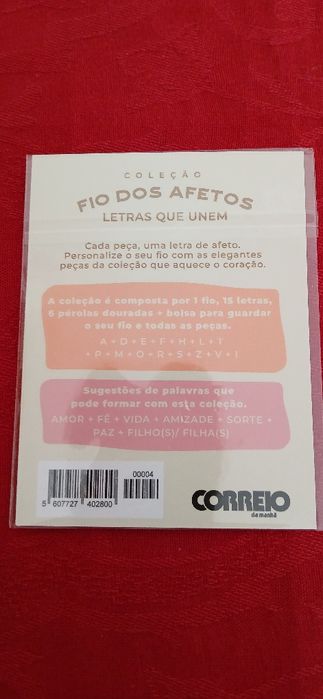 COLEÇÃO
FIO DOS AFETOS
LETRAS QUE UNEM
Cada peça, uma letra de afeto.
Personalize o seu fio com as elegantes
peças da coleção que aquece o coração.
A coleção é composta por 1 fio, 15 letras,
6 pérolas douradas + bolsa para guardar
o seu fio e todas as peças.
A + D + E + F + H + L + T
+ P + M + O + R + S + Z + V + I
Sugestões de palavras que
pode formar com esta coleção.
AMOR + FÉ + VIDA + AMIZADE + SORTE +
PAZ + FILHO(S)/ FILHA(S)
00004
5 607727 402800
CORREIO
da manhã